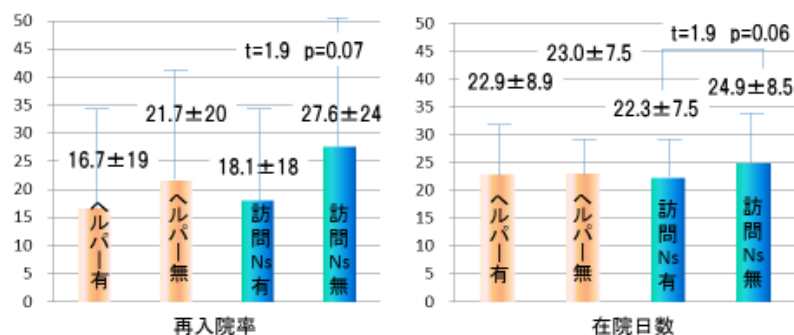 50
45
40
35
30
25
20
15
10
5
0
t=1.9 p=0.07
21.7±20
27.6±24
16.7±19
18.1±18
ヘルパー有
ヘルパー無
訪問Ns有
訪問Ns無
再入院率
50
45
40
35
30
25
20
15
10
5
0
t=1.9 p=0.06
23.0±7.5
22.9±8.9
24.9±8.5
22.3±7.5
ヘルパー有
ヘルパー無
訪問Ns有
訪問Ns無
在院日数